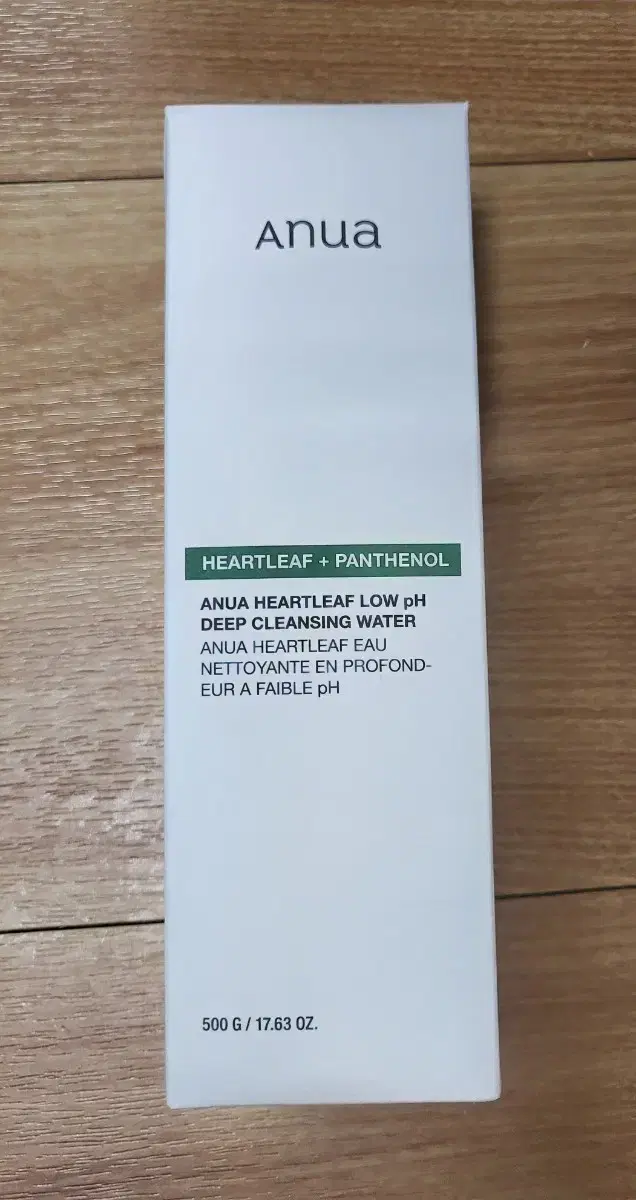 Anua
HEARTLEAF + PANTHENOL
ANUA HEARTLEAF LOW pH
DEEP CLEANSING WATER
ANUA HEARTLEAF EAU
NETTOYANTE EN PROFOND-
EUR A FAIBLE pH
500 G / 17.63 OZ.